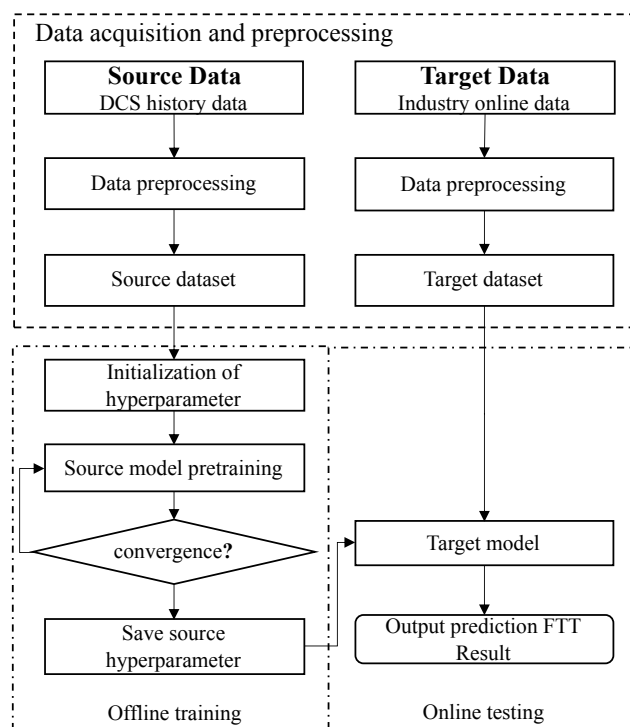 Data acquisition and preprocessing
Source Data
DCS history data
Target Data
Industry online data
Data preprocessing
Data preprocessing
Source dataset
Target dataset
Initialization of
hyperparameter
Source model pretraining
convergence?
Target model
Save source
hyperparameter
Output prediction FTT
Result
Offline training
Online testing